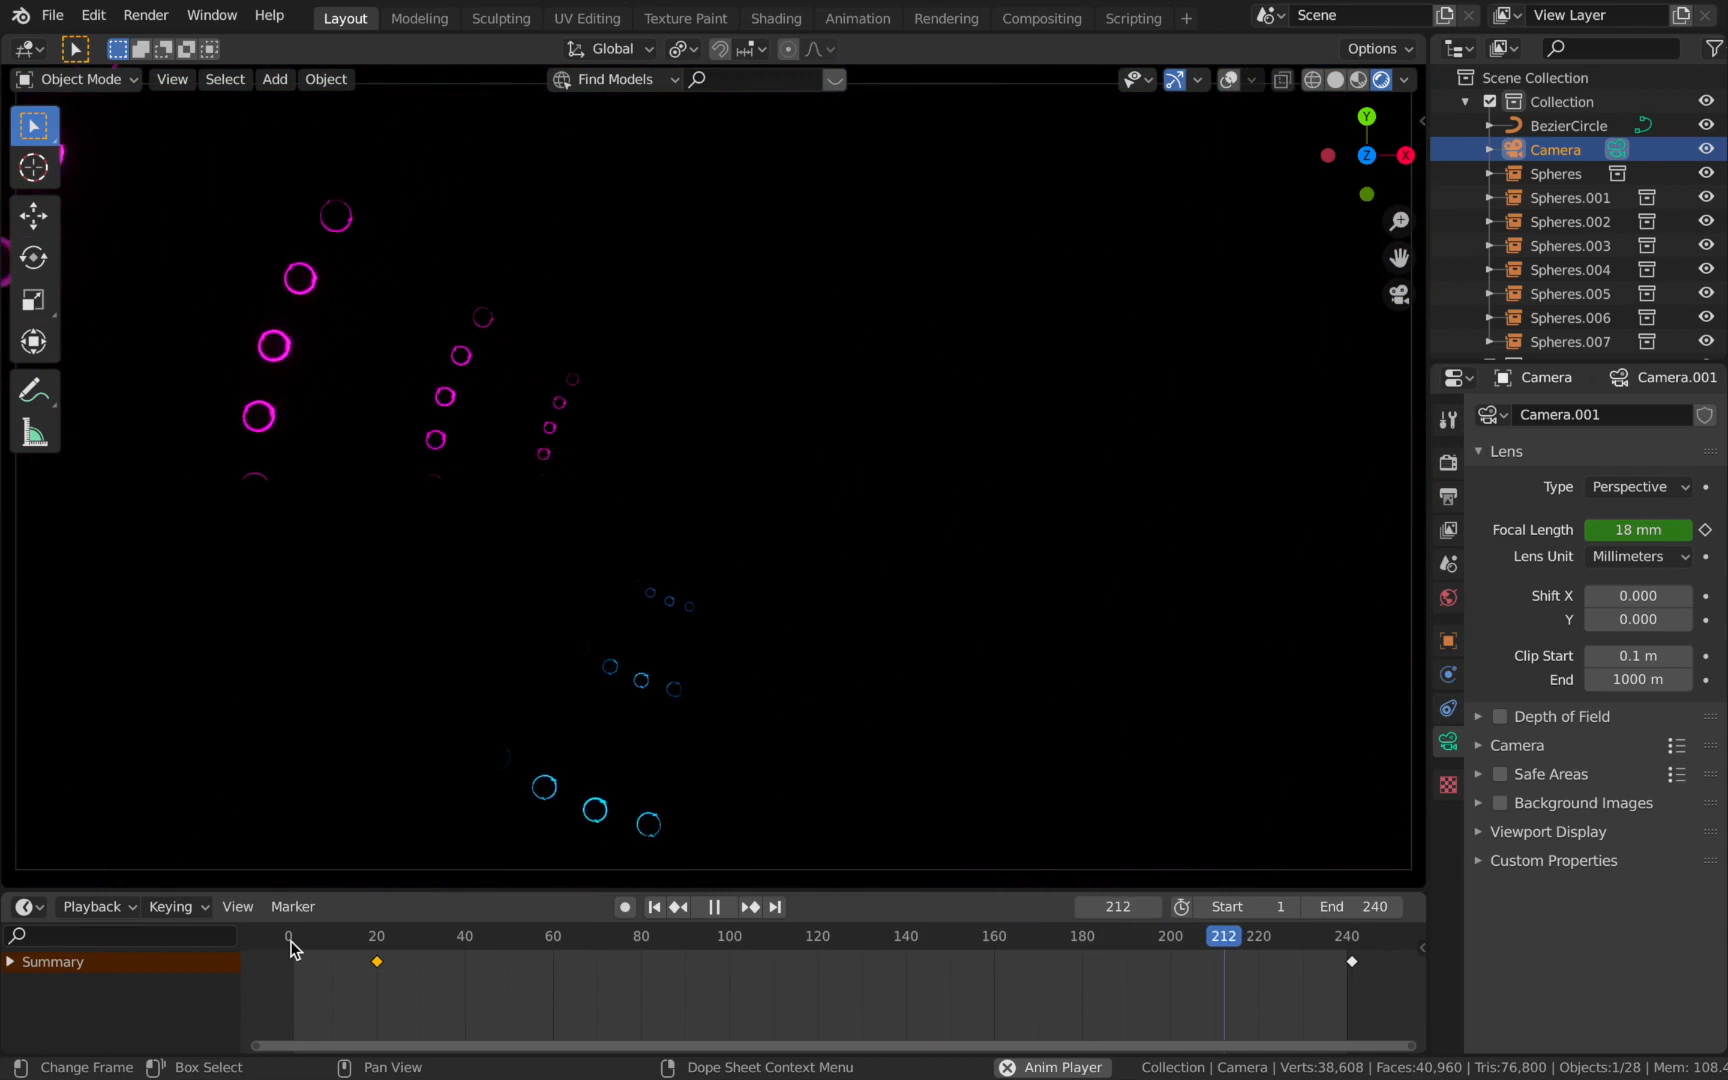 File Edit Render Window Help Layout Modeling Sculpting UV Editing Texture Paint Shading Animation Rendering Compositing Scripting + Scene View Layer
Global Options
Object Mode View Select Add Object Find Models
Y
Z X
Scene Collection
Collection
BezierCircle
Camera
Spheres
Spheres.001
Spheres.002
Spheres.003
Spheres.004
Spheres.005
Spheres.006
Spheres.007
Camera Camera.001
Camera.001
Lens
Type Perspective
Focal Length 18 mm
Lens Unit Millimeters
Shift X 0.000
Y 0.000
Clip Start 0.1 m
End 1000 m
Depth of Field
Camera
Safe Areas
Background Images
Viewport Display
Custom Properties
Playback Keying View Marker 212 Start 1 End 240
0 20 40 60 80 100 120 140 160 180 200 212 220 240
Summary
Change Frame Box Select Pan View Dope Sheet Context Menu Anim Player Collection | Camera | Verts:38,608 | Faces:40,960 | Tris:76,800 | Objects:1/28 | Mem: 108.